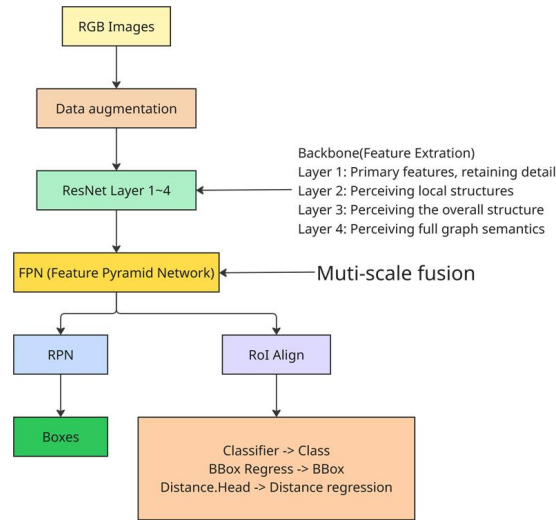 RGB Images
Data augmentation
ResNet Layer 1~4
Backbone(Feature Extration)
Layer 1: Primary features, retaining detail
Layer 2: Perceiving local structures
Layer 3: Perceiving the overall structure
Layer 4: Perceiving full graph semantics
FPN (Feature Pyramid Network)
Muti-scale fusion
RPN
RoI Align
Boxes
Classifier -> Class
BBox Regress -> BBox
Distance.Head -> Distance regression